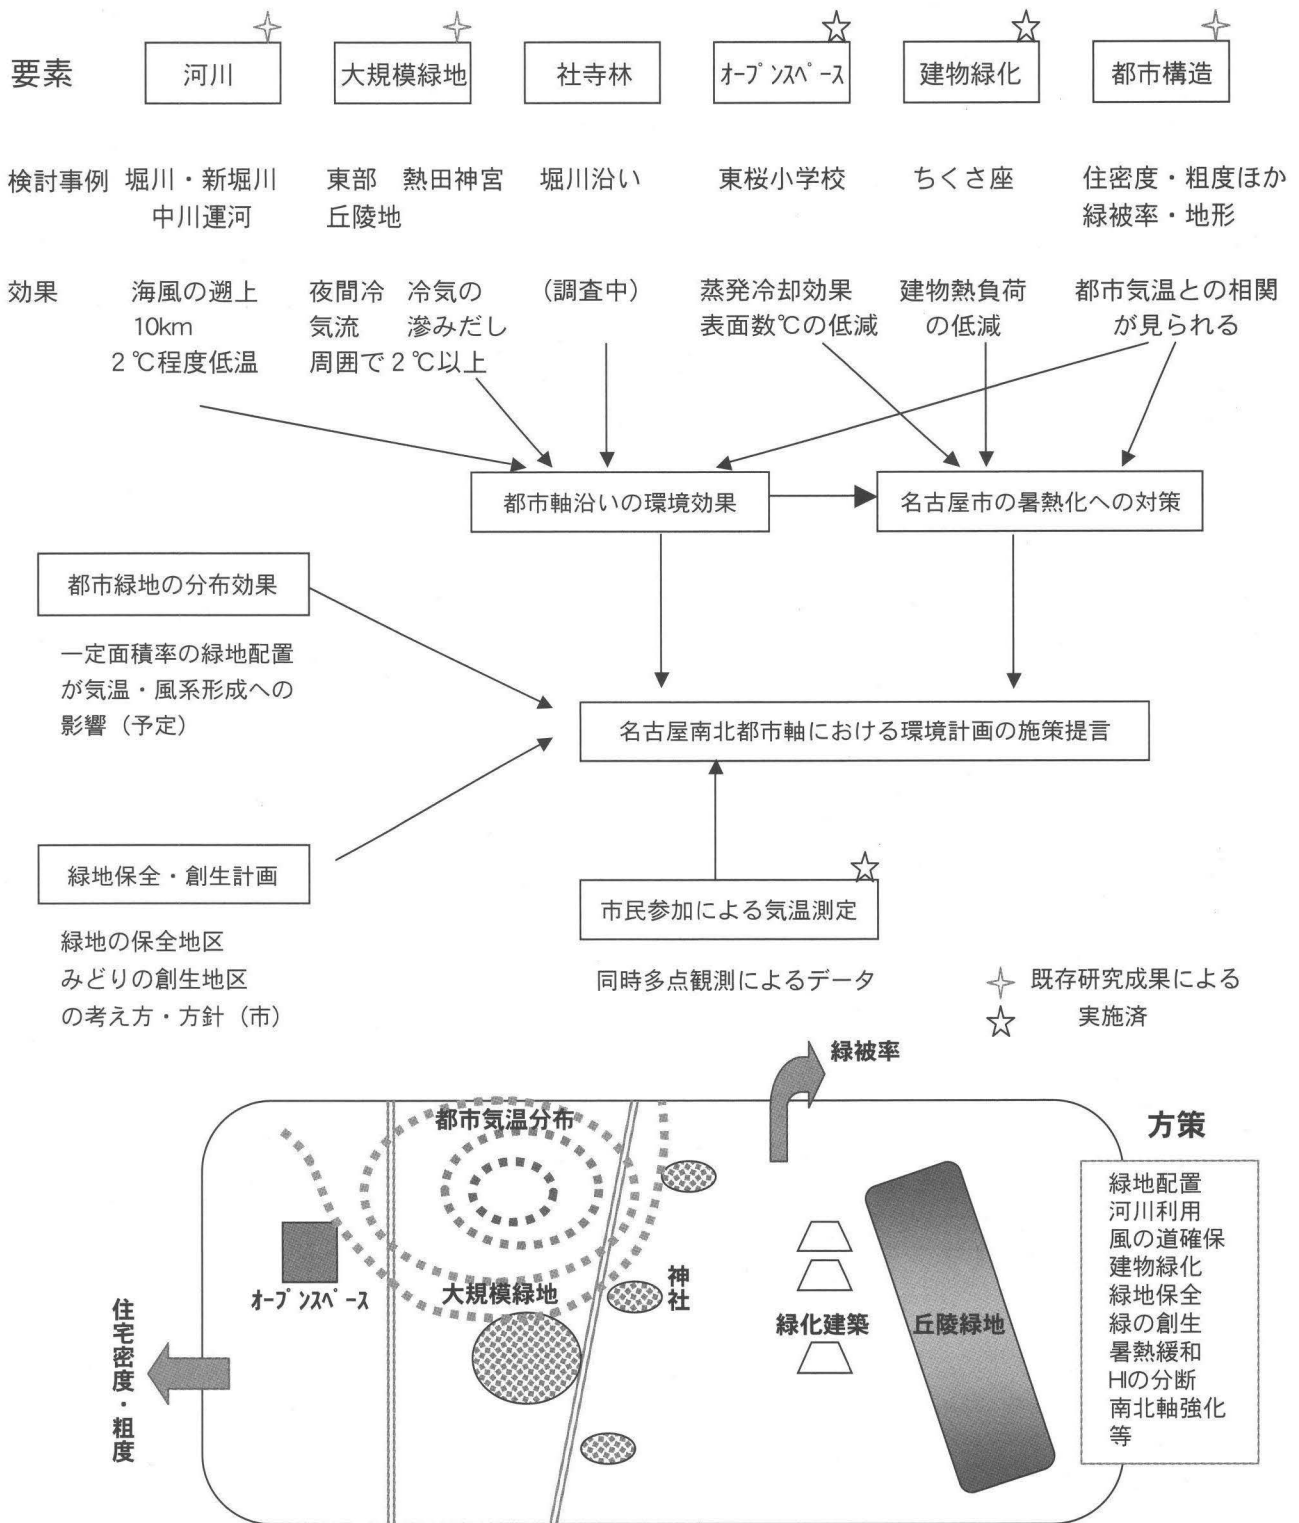 要素
河川
大規模緑地
社寺林
ｵｰﾌﾟﾝｽﾍﾟｰｽ
建物緑化
都市構造
検討事例
堀川・新堀川
中川運河
東部 熱田神宮
丘陵地
堀川沿い
東桜小学校
ちくさ座
住密度・粗度ほか
緑被率・地形
効果
海風の遡上
10km
2℃程度低温
夜間冷 冷気の
気流 滲みだし
周囲で2℃以上
(調査中)
蒸発冷却効果
表面数℃の低減
建物熱負荷
の低減
都市気温との相関
が見られる
都市軸沿いの環境効果
名古屋市の暑熱化への対策
都市緑地の分布効果
一定面積率の緑地配置
が気温・風系形成への
影響(予定)
名古屋南北都市軸における環境計画の施策提言
緑地保全・創生計画
緑地の保全地区
みどりの創生地区
の考え方・方針(市)
市民参加による気温測定
同時多点観測によるデータ
既存研究成果による
実施済
緑被率
都市気温分布
方策
緑地配置
河川利用
風の道確保
建物緑化
緑地保全
緑の創生
暑熱緩和
HIの分断
南北軸強化
等
ｵｰﾌﾟﾝｽﾍﾟｰｽ
大規模緑地
神社
緑化建築
丘陵緑地
住宅密度・粗度